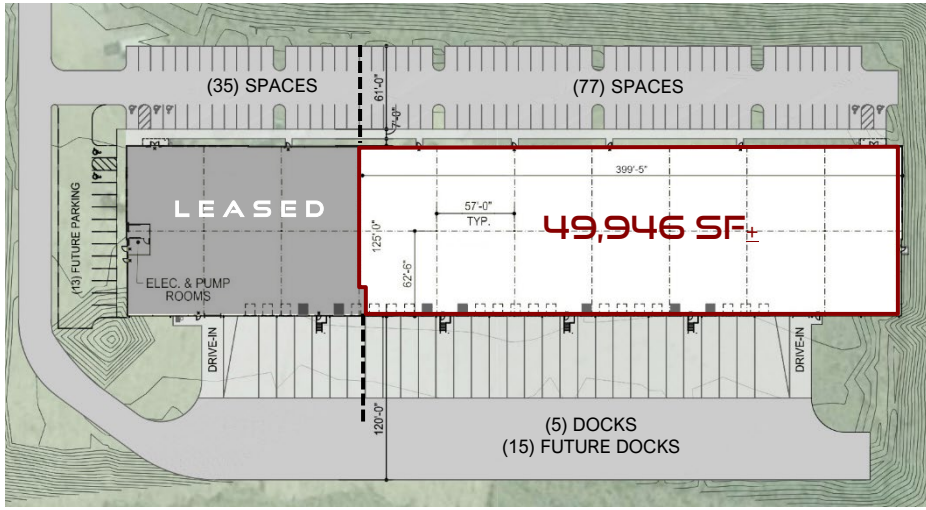 (35) SPACES
(77) SPACES
61'-0"
7'-0"
399'-5"
LEASED
57'-0"
TYP.
49,946 SF±
125'-0"
62'-6"
(13) FUTURE PARKING
ELEC. & PUMP
ROOMS
DRIVE-IN
DRIVE-IN
120'-0"
(5) DOCKS
(15) FUTURE DOCKS